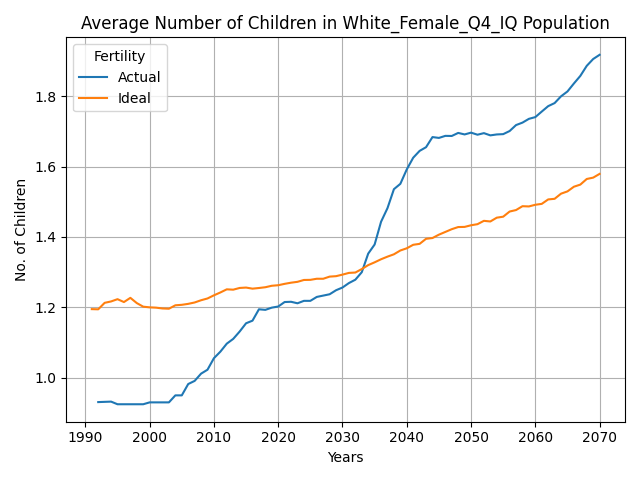 Average Number of Children in White_Female_Q4_IQ Population
Fertility
Actual
Ideal
No. of Children
1.8
1.6
1.4
1.2
1.0
1990 2000 2010 2020 2030 2040 2050 2060 2070
Years